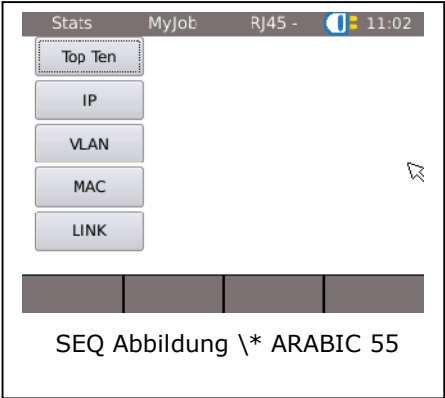 Stats MyJob RJ45 - 11:02
Top Ten
IP
VLAN
MAC
LINK
SEQ Abbildung \* ARABIC 55